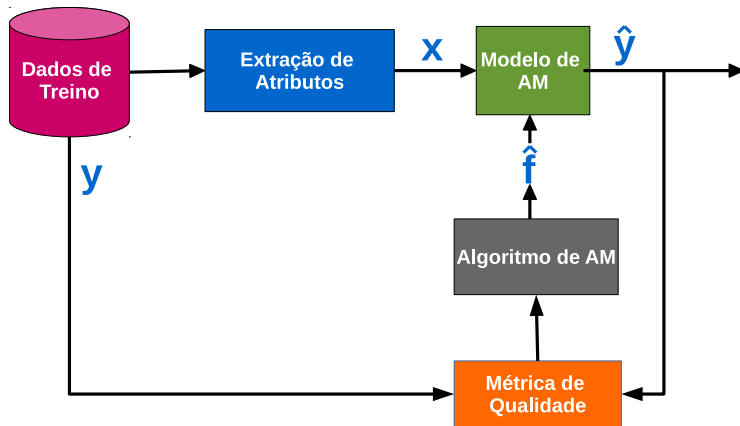 Dados de
Treino
Extração de
Atributos
x
Modelo de
AM
ŷ
y
f̂
Algoritmo de AM
Métrica de
Qualidade